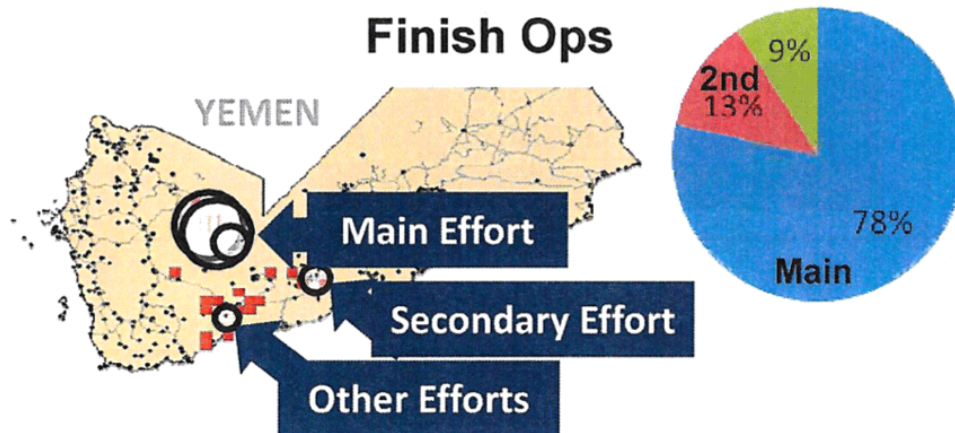 Finish Ops
YEMEN
Main Effort
Secondary Effort
Other Efforts
9%
2nd
13%
78%
Main